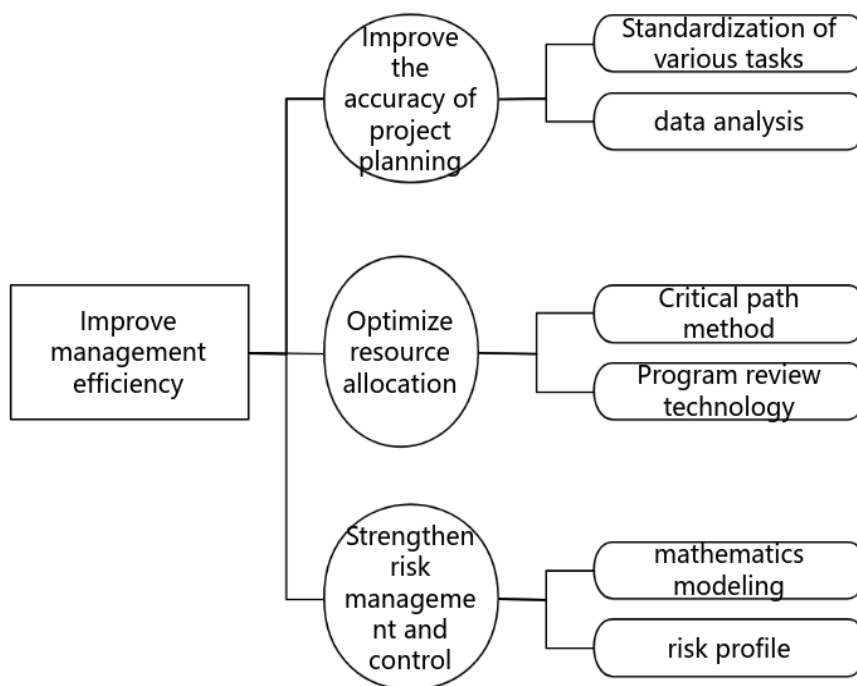 Improve
the
accuracy of
project
planning
Standardization of
various tasks
data analysis
Improve
management
efficiency
Optimize
resource
allocation
Critical path
method
Program review
technology
Strengthen
risk
manageme
nt and
control
mathematics
modeling
risk profile